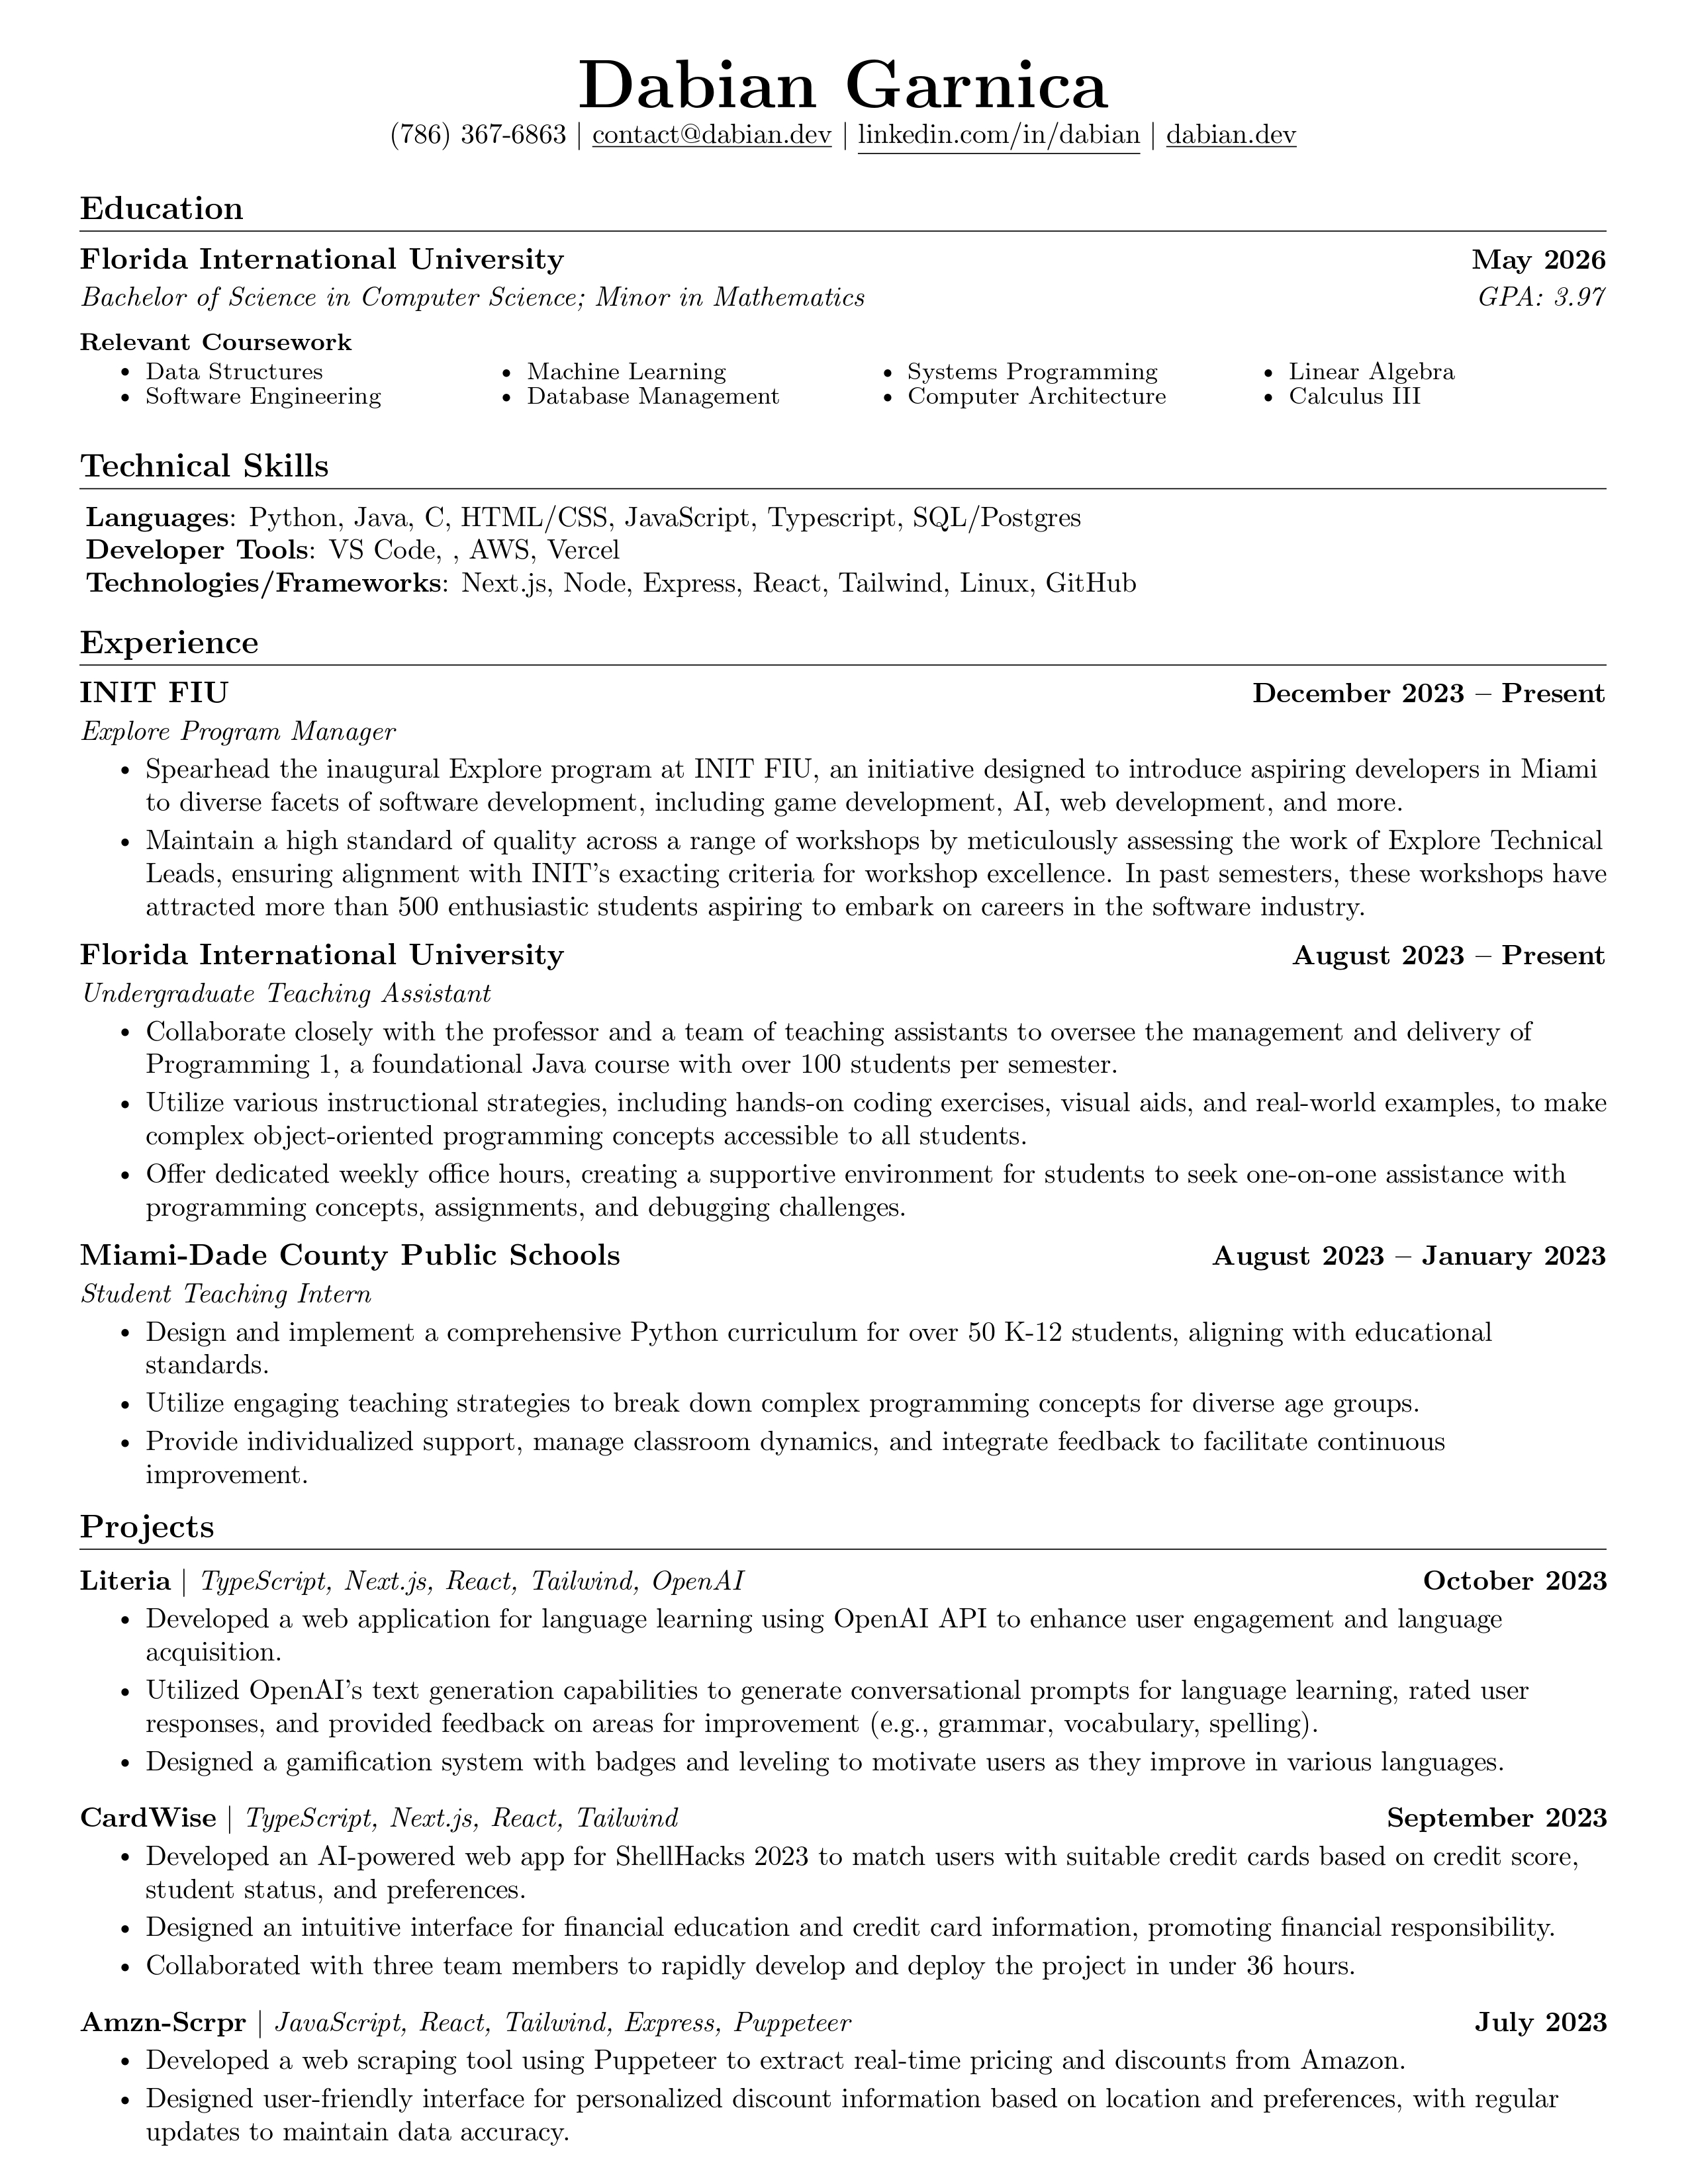 Dabian Garnica
(786) 367-6863 | contact@dabian.dev | linkedin.com/in/dabian | dabian.dev
Education
Florida International University May 2026
Bachelor of Science in Computer Science; Minor in Mathematics GPA: 3.97
Relevant Coursework
• Data Structures • Machine Learning • Systems Programming • Linear Algebra
• Software Engineering • Database Management • Computer Architecture • Calculus III
Technical Skills
Languages: Python, Java, C, HTML/CSS, JavaScript, Typescript, SQL/Postgres
Developer Tools: VS Code, , AWS, Vercel
Technologies/Frameworks: Next.js, Node, Express, React, Tailwind, Linux, GitHub
Experience
INIT FIU December 2023 – Present
Explore Program Manager
• Spearhead the inaugural Explore program at INIT FIU, an initiative designed to introduce aspiring developers in Miami
to diverse facets of software development, including game development, AI, web development, and more.
• Maintain a high standard of quality across a range of workshops by meticulously assessing the work of Explore Technical
Leads, ensuring alignment with INIT's exacting criteria for workshop excellence. In past semesters, these workshops have
attracted more than 500 enthusiastic students aspiring to embark on careers in the software industry.
Florida International University August 2023 – Present
Undergraduate Teaching Assistant
• Collaborate closely with the professor and a team of teaching assistants to oversee the management and delivery of
Programming 1, a foundational Java course with over 100 students per semester.
• Utilize various instructional strategies, including hands-on coding exercises, visual aids, and real-world examples, to make
complex object-oriented programming concepts accessible to all students.
• Offer dedicated weekly office hours, creating a supportive environment for students to seek one-on-one assistance with
programming concepts, assignments, and debugging challenges.
Miami-Dade County Public Schools August 2023 – January 2023
Student Teaching Intern
• Design and implement a comprehensive Python curriculum for over 50 K-12 students, aligning with educational
standards.
• Utilize engaging teaching strategies to break down complex programming concepts for diverse age groups.
• Provide individualized support, manage classroom dynamics, and integrate feedback to facilitate continuous
improvement.
Projects
Literia | TypeScript, Next.js, React, Tailwind, OpenAI October 2023
• Developed a web application for language learning using OpenAI API to enhance user engagement and language
acquisition.
• Utilized OpenAI's text generation capabilities to generate conversational prompts for language learning, rated user
responses, and provided feedback on areas for improvement (e.g., grammar, vocabulary, spelling).
• Designed a gamification system with badges and leveling to motivate users as they improve in various languages.
CardWise | TypeScript, Next.js, React, Tailwind September 2023
• Developed an AI-powered web app for ShellHacks 2023 to match users with suitable credit cards based on credit score,
student status, and preferences.
• Designed an intuitive interface for financial education and credit card information, promoting financial responsibility.
• Collaborated with three team members to rapidly develop and deploy the project in under 36 hours.
Amzn-Scrpr | JavaScript, React, Tailwind, Express, Puppeteer July 2023
• Developed a web scraping tool using Puppeteer to extract real-time pricing and discounts from Amazon.
• Designed user-friendly interface for personalized discount information based on location and preferences, with regular
updates to maintain data accuracy.